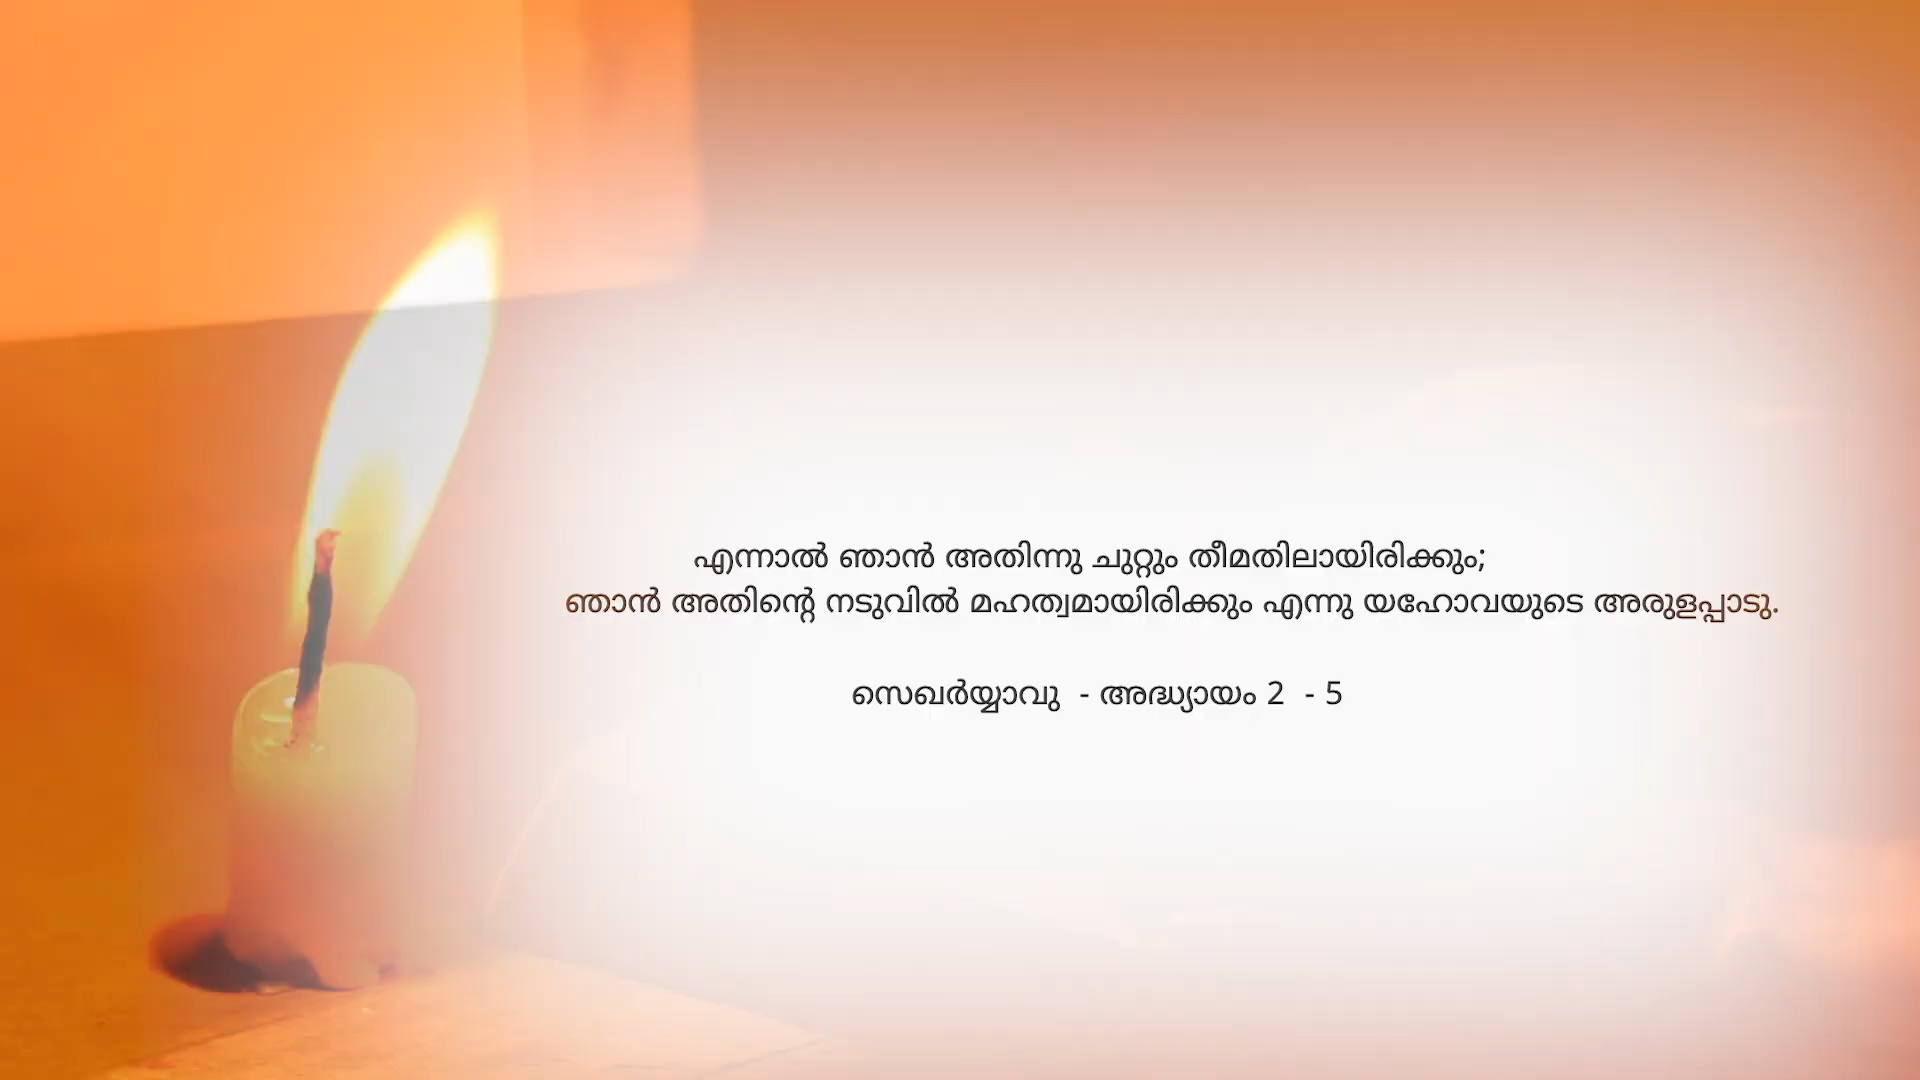 എന്നാൽ ഞാൻ അതിന്നു ചുറ്റും തീമതിലായിരിക്കും;
ഞാൻ അതിന്റെ നടുവിൽ മഹത്വമായിരിക്കും എന്നു യഹോവയുടെ അരുളപ്പാടു.
സെഖർയ്യാവു - അദ്ധ്യായം 2 - 5